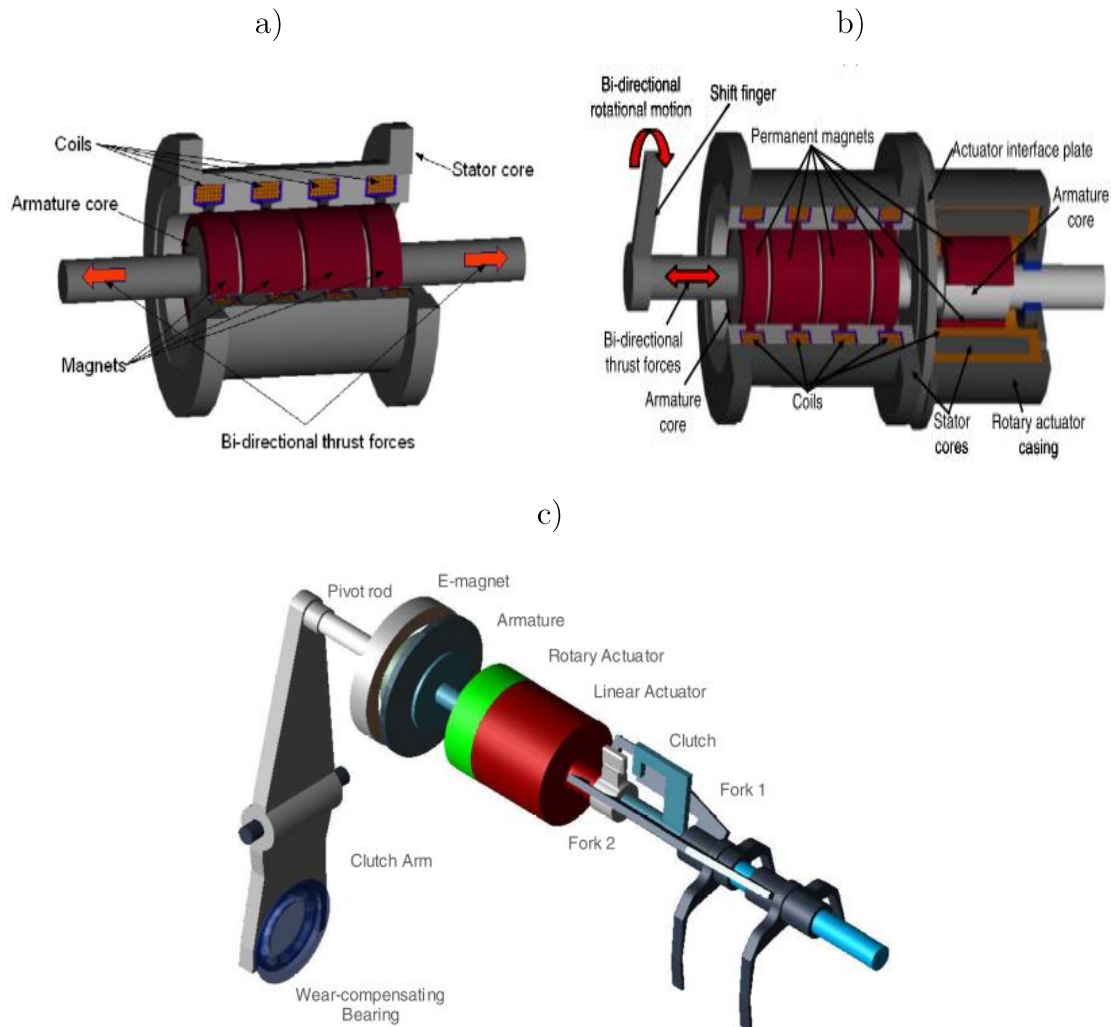 a)
Coils
Stator core
Armature core
Magnets
Bi-directional thrust forces
b)
Bi-directional
rotational motion
Shift finger
Permanent magnets
Actuator interface plate
Armature
core
Bi-directional
thrust forces
Armature
core
Coils
Stator
cores
Rotary actuator
casing
c)
Pivot rod
E-magnet
Armature
Rotary Actuator
Linear Actuator
Clutch
Fork 1
Fork 2
Clutch Arm
Wear-compensating
Bearing